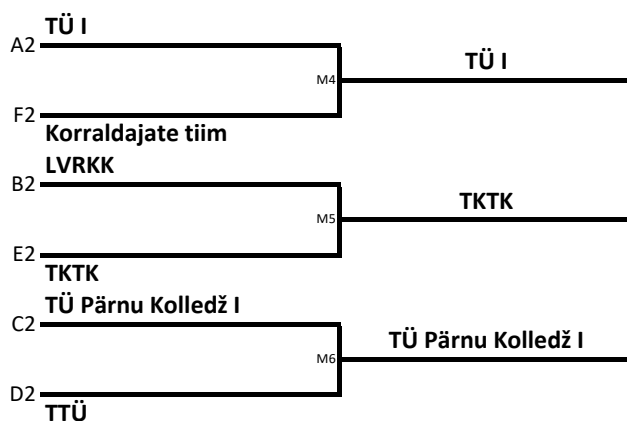 TÜ I
A2
TÜ I
M4
F2
Korraldajate tiim
LVRKK
B2
TKTK
M5
E2
TKTK
TÜ Pärnu Kolledž I
C2
TÜ Pärnu Kolledž I
M6
D2
TTÜ